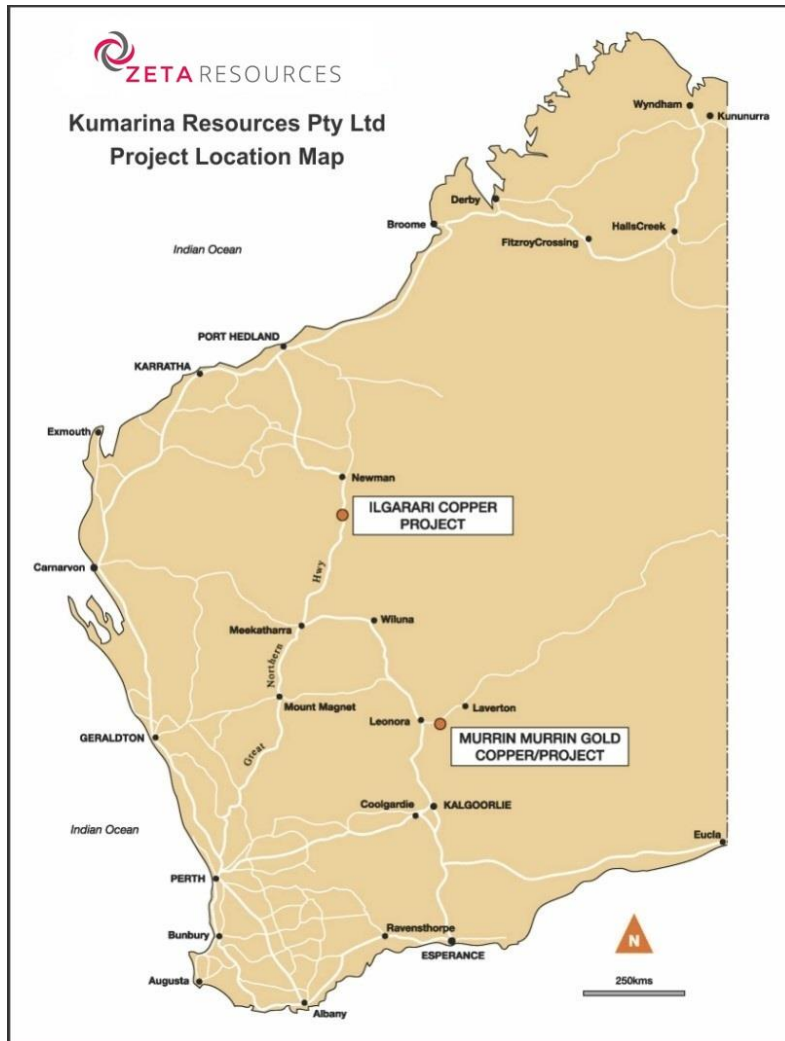 ZETA RESOURCES
Kumarina Resources Pty Ltd
Project Location Map
Wyndham
Kununurra
Derby
Broome
HallsCreek
FitzroyCrossing
Indian Ocean
PORT HEDLAND
KARRATHA
Exmouth
Newman
ILGARARI COPPER
PROJECT
Carnarvon
Hwy
Wiluna
Meekatharra
Northern
Mount Magnet
Laverton
Leonora
GERALDTON
MURRIN MURRIN GOLD
COPPER/PROJECT
Great
Coolgardie
KALGOORLIE
Indian Ocean
Eucla
PERTH
Bunbury
Ravensthorpe
ESPERANCE
N
Augusta
250kms
Albany